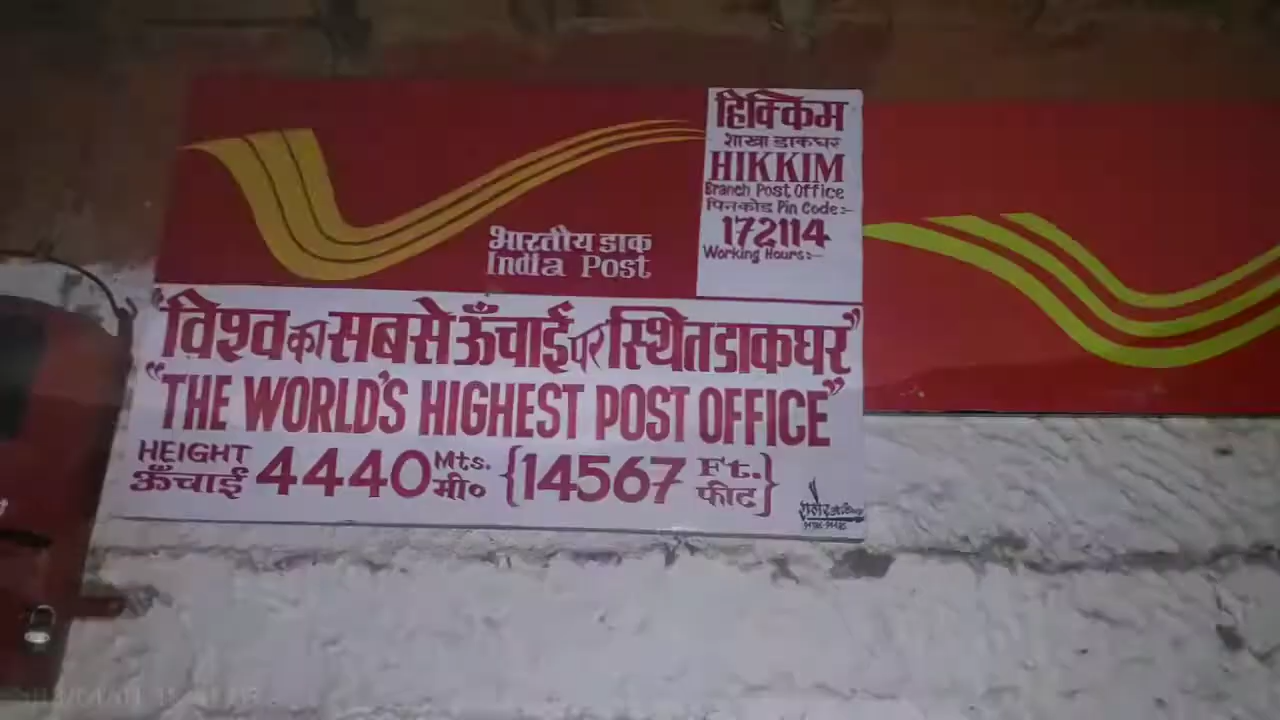 भारतीय डाक
India Post
हिक्किम
शाखा डाकघर
HIKKIM
Branch Post Office
पिनकोड Pin Code:-
172114
Working Hours:-
"विश्व का सबसे ऊँचाई पर स्थित डाकघर"
"THE WORLD'S HIGHEST POST OFFICE"
HEIGHT 4440 Mts. {14567 Ft.}
ऊँचाई मी० फीट